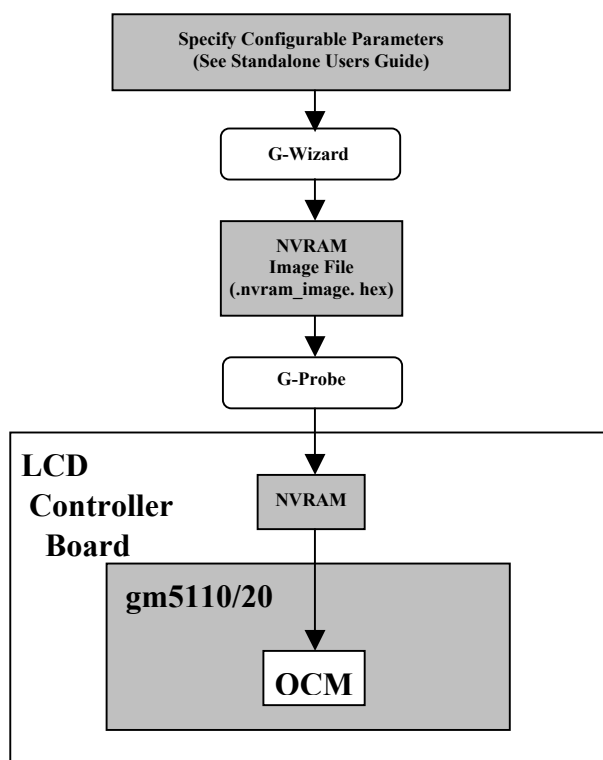 Specify Configurable Parameters
(See Standalone Users Guide)
G-Wizard
NVRAM
Image File
(.nvram_image. hex)
G-Probe
LCD
Controller
Board
NVRAM
gm5110/20
OCM